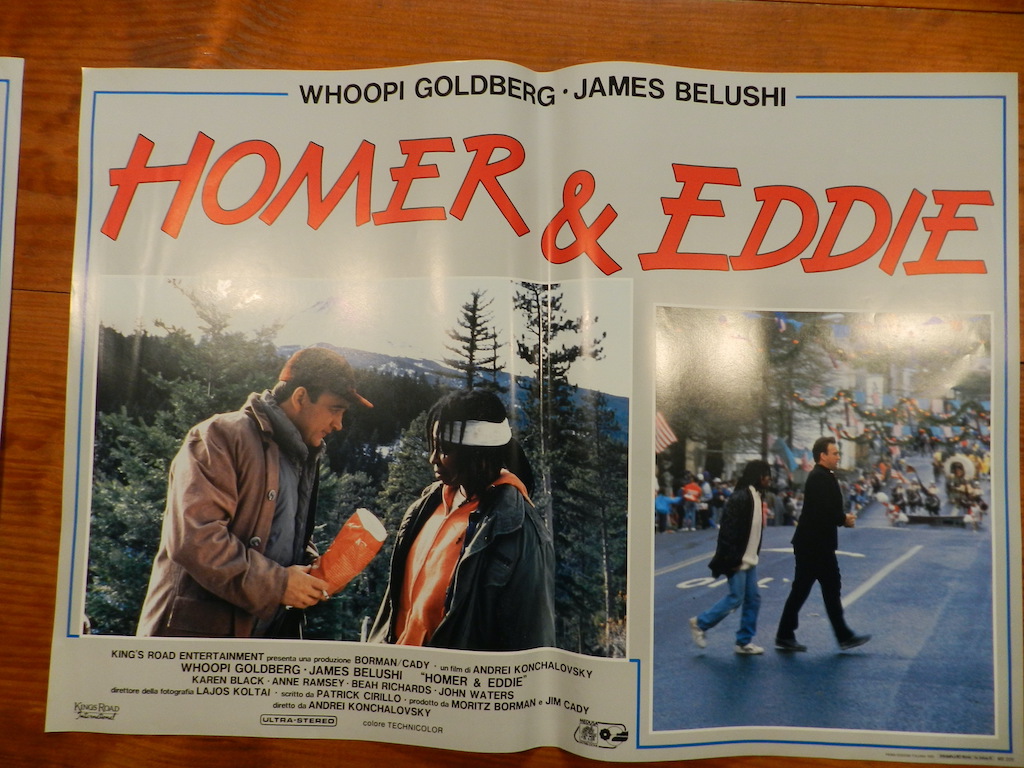 WHOOPI GOLDBERG · JAMES BELUSHI
HOMER & EDDIE
KING'S ROAD ENTERTAINMENT presenta una produzione BORMAN/CADY · un film di ANDREI KONCHALOVSKY
WHOOPI GOLDBERG · JAMES BELUSHI "HOMER & EDDIE"
KAREN BLACK · ANNE RAMSEY · BEAH RICHARDS · JOHN WATERS
direttore della fotografia LAJOS KOLTAI · scritto da PATRICK CIRILLO · prodotto da MORITZ BORMAN e JIM CADY
diretto da ANDREI KONCHALOVSKY
KINGS ROAD
International
ULTRA-STEREO
colore TECHNICOLOR
MEDUSA